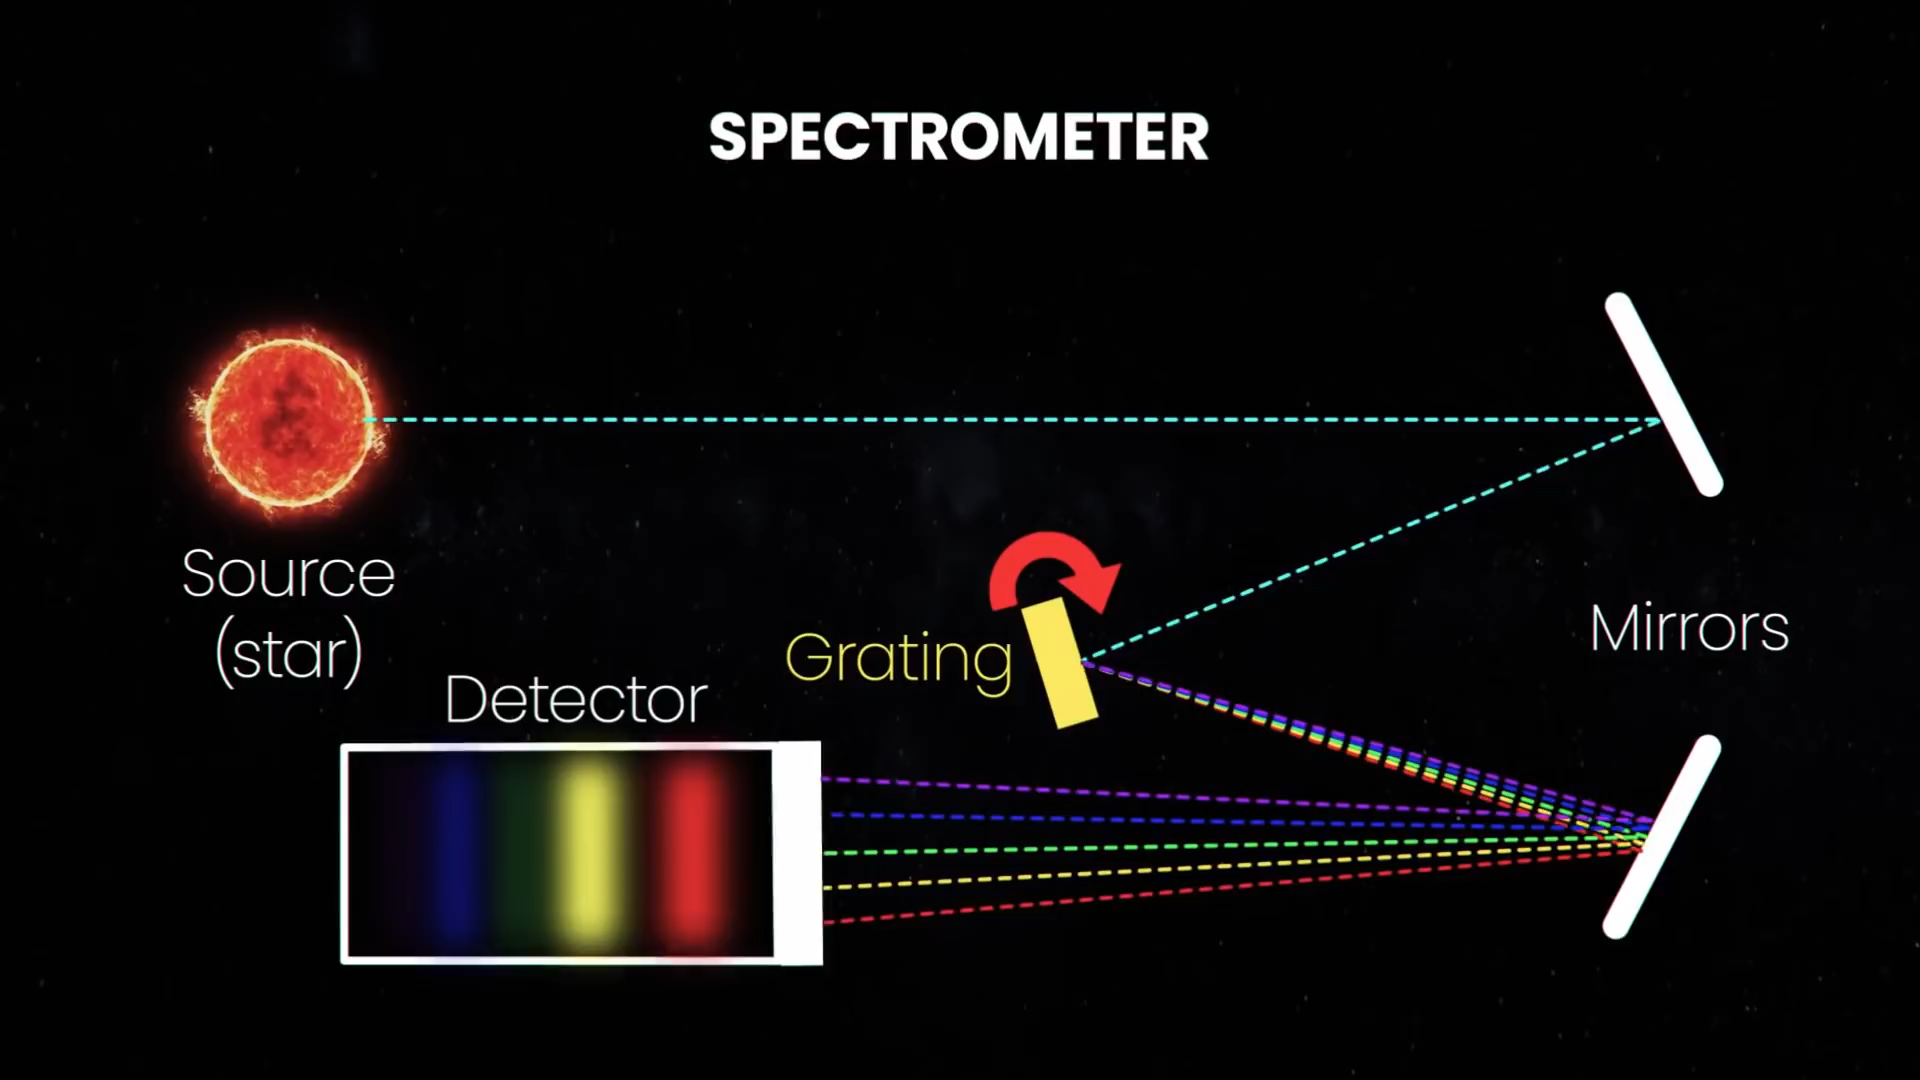 SPECTROMETER
Source
(star)
Mirrors
Grating
Detector